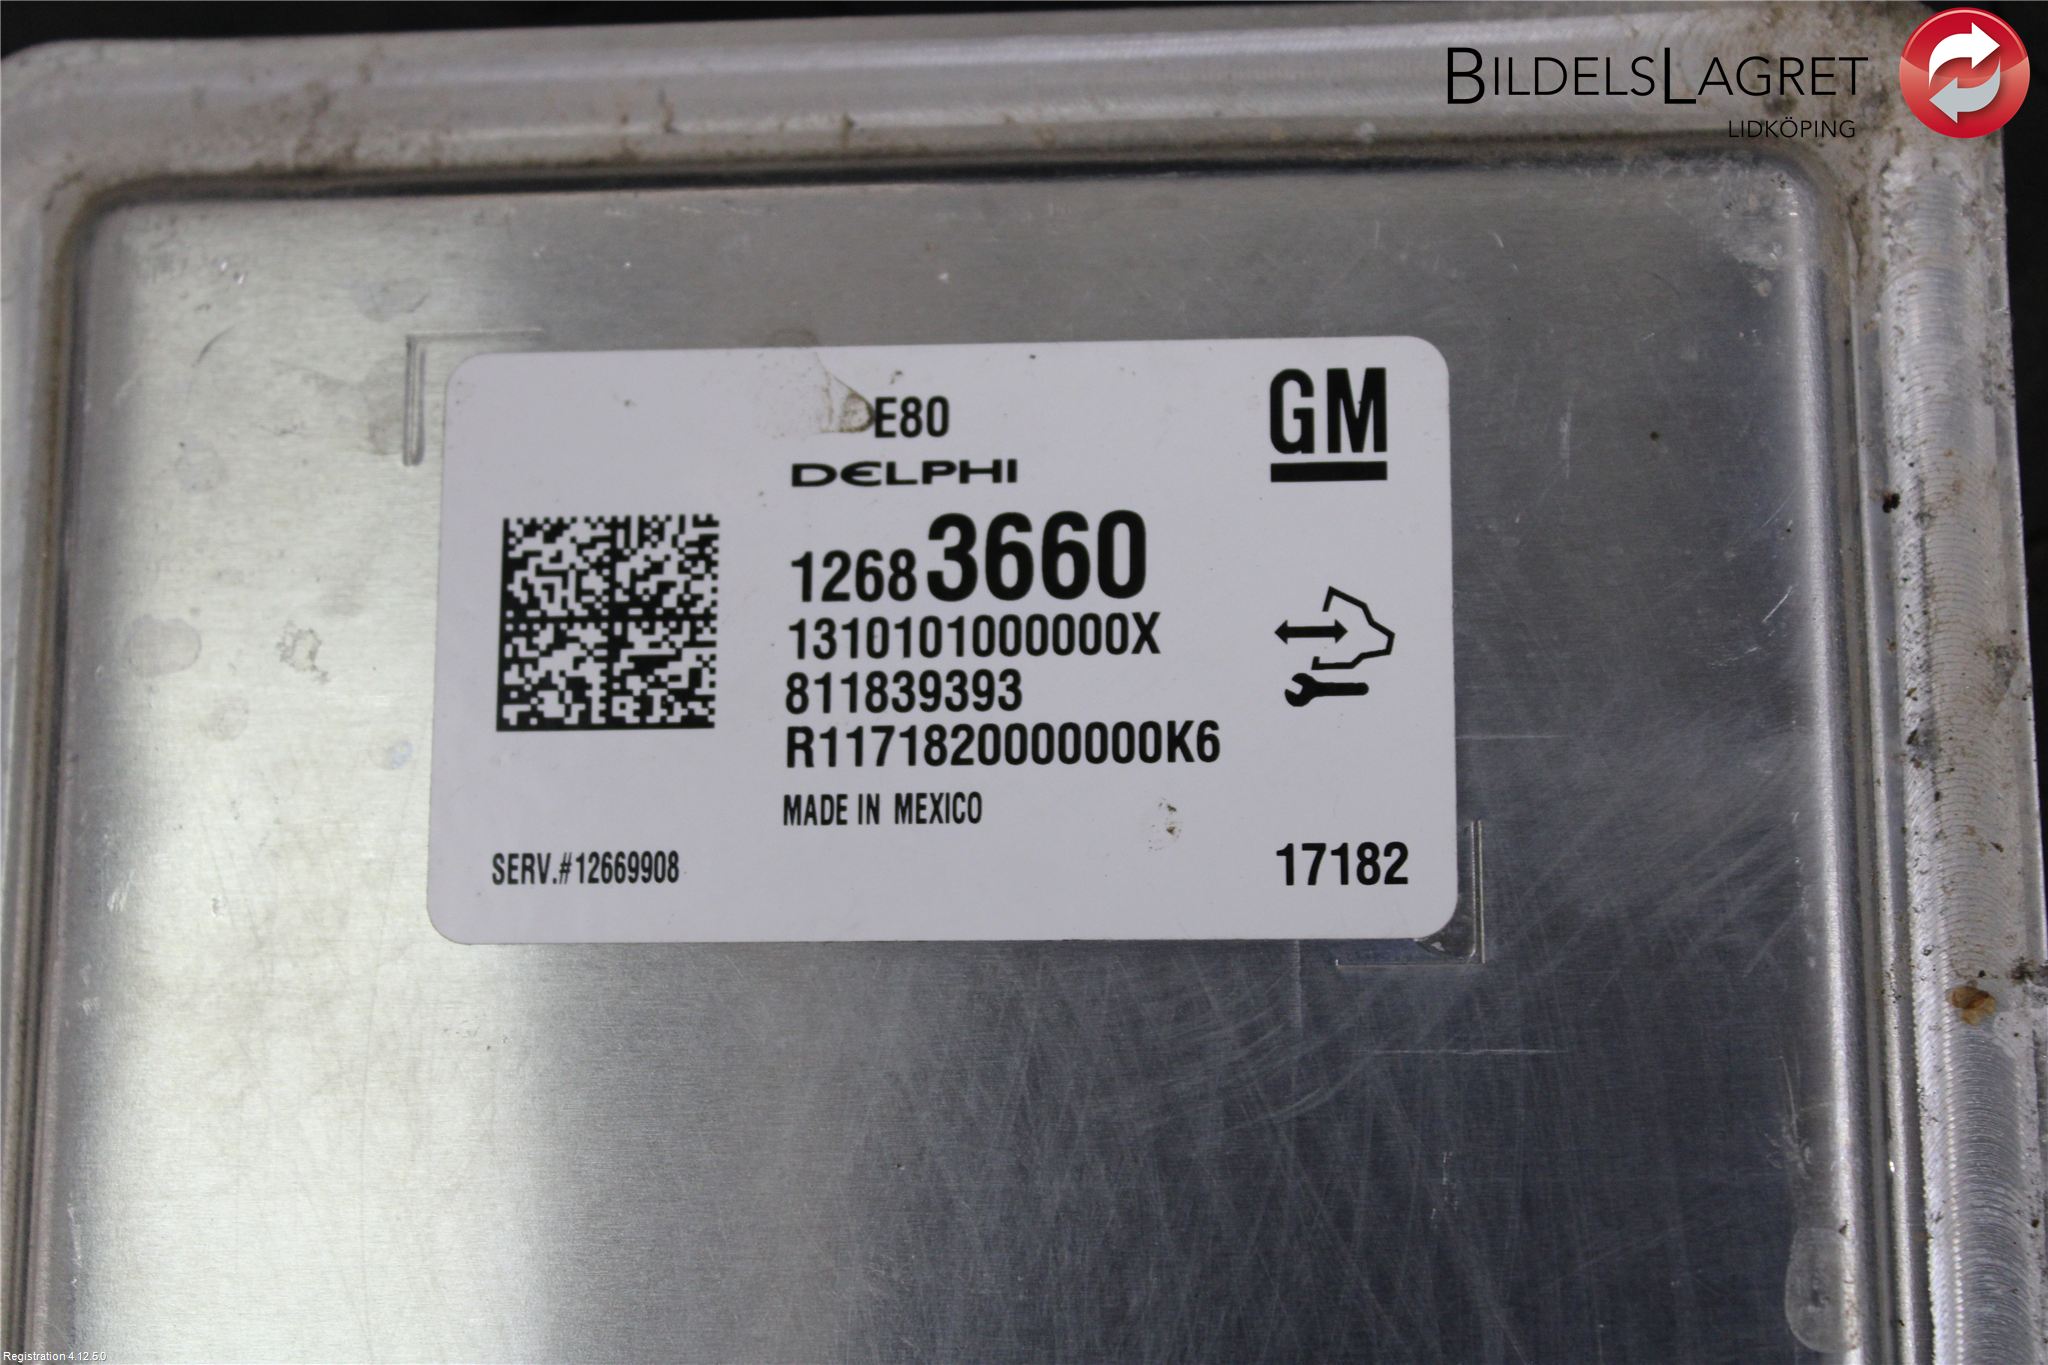 BILDELSLAGRET
LIDKÖPING
E80
GM
DELPHI
12683660
1310101000000X
811839393
R1171820000000K6
MADE IN MEXICO
SERV.#12669908
17182
Registration 4.12.5.0